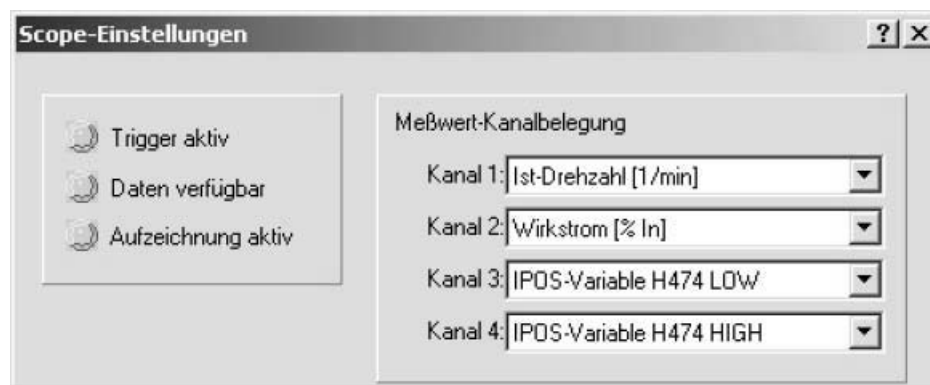 Scope-Einstellungen
Trigger aktiv
Daten verfügbar
Aufzeichnung aktiv
Meßwert-Kanalbelegung
Kanal 1: Ist-Drehzahl [1/min]
Kanal 2: Wirkstrom [% In]
Kanal 3: IPOS-Variable H474 LOW
Kanal 4: IPOS-Variable H474 HIGH